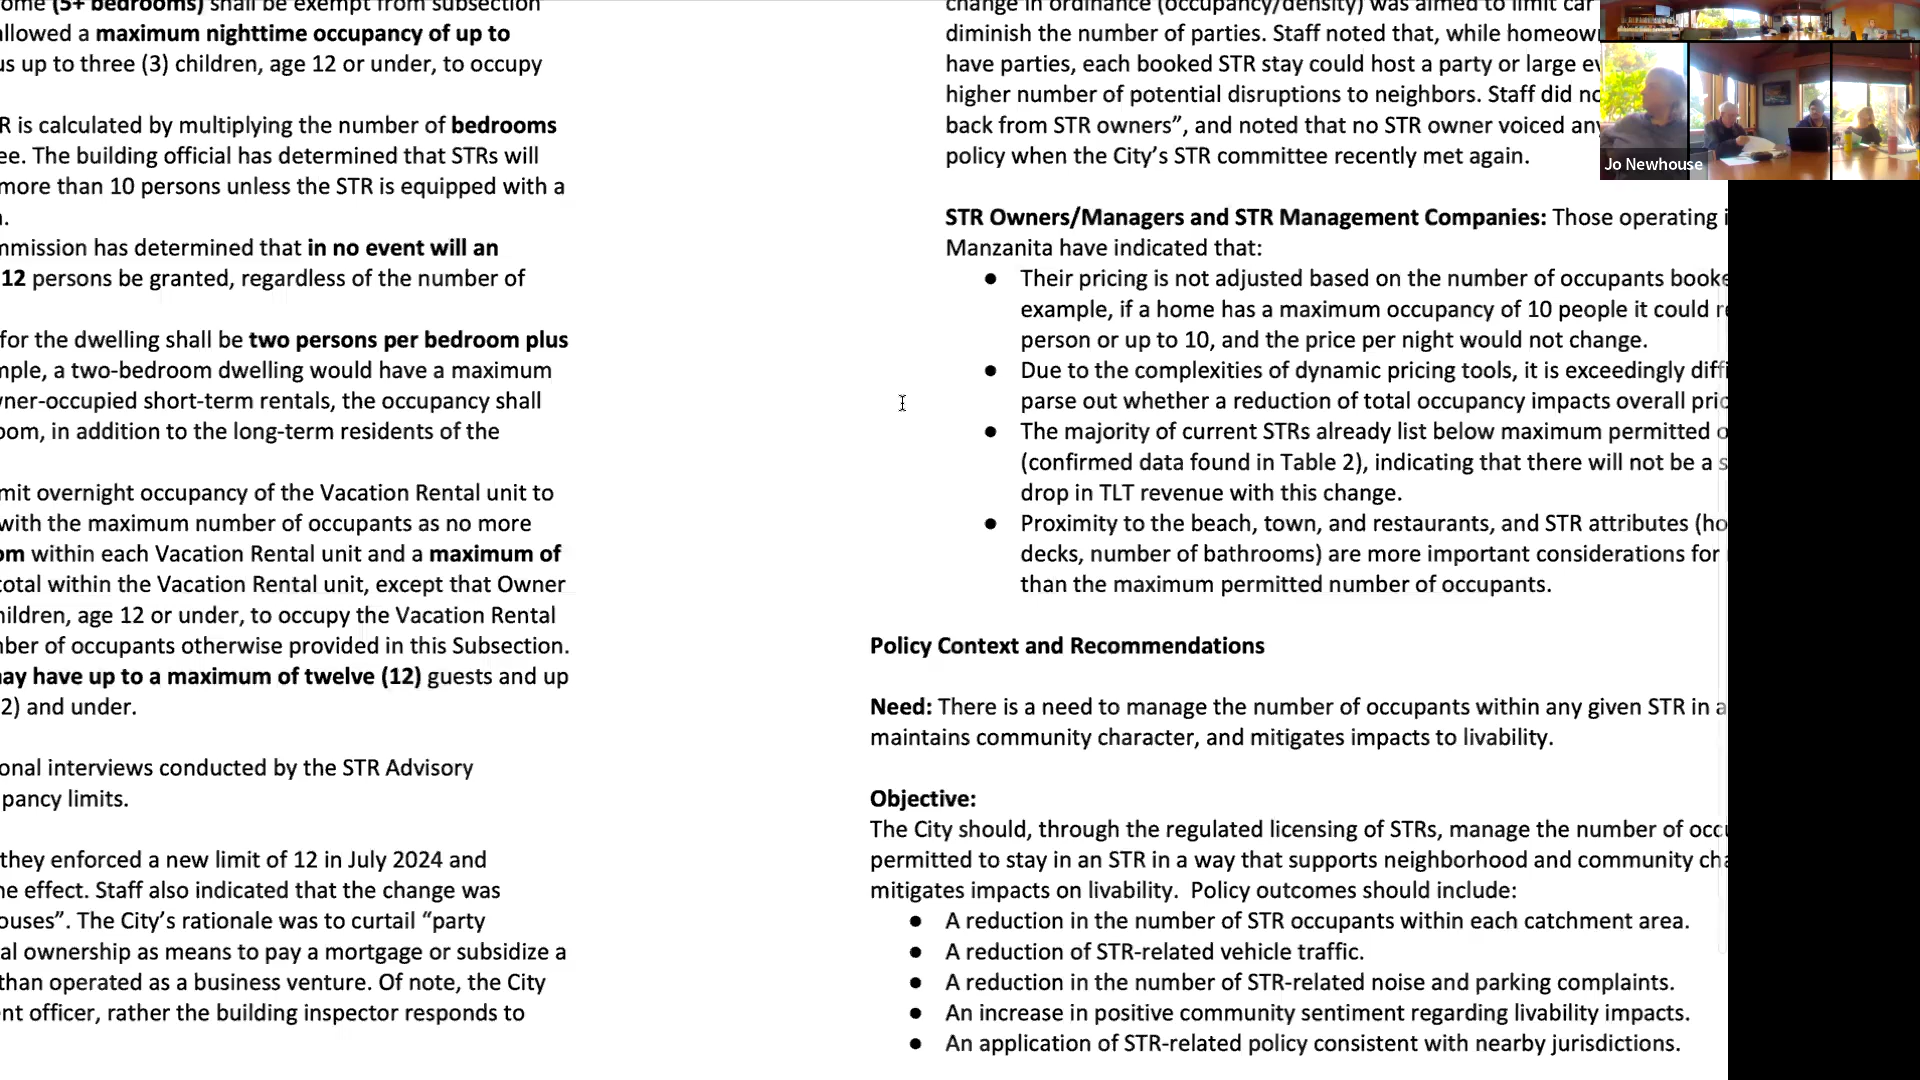 ome (5+ bedrooms) shall be exempt from subsection
allowed a maximum nighttime occupancy of up to
us up to three (3) children, age 12 or under, to occupy
R is calculated by multiplying the number of bedrooms
ee. The building official has determined that STRs will
more than 10 persons unless the STR is equipped with a
mmission has determined that in no event will an
12 persons be granted, regardless of the number of
for the dwelling shall be two persons per bedroom plus
mple, a two-bedroom dwelling would have a maximum
wner-occupied short-term rentals, the occupancy shall
oom, in addition to the long-term residents of the
mit overnight occupancy of the Vacation Rental unit to
with the maximum number of occupants as no more
om within each Vacation Rental unit and a maximum of
total within the Vacation Rental unit, except that Owner
hildren, age 12 or under, to occupy the Vacation Rental
mber of occupants otherwise provided in this Subsection.
may have up to a maximum of twelve (12) guests and up
2) and under.
onal interviews conducted by the STR Advisory
pancy limits.
they enforced a new limit of 12 in July 2024 and
ne effect. Staff also indicated that the change was
ouses”. The City’s rationale was to curtail “party
al ownership as means to pay a mortgage or subsidize a
than operated as a business venture. Of note, the City
nt officer, rather the building inspector responds to
change in ordinance (occupancy/density) was aimed to limit car
diminish the number of parties. Staff noted that, while homeow
have parties, each booked STR stay could host a party or large ev
higher number of potential disruptions to neighbors. Staff did no
back from STR owners”, and noted that no STR owner voiced any
policy when the City’s STR committee recently met again.
STR Owners/Managers and STR Management Companies: Those operating i
Manzanita have indicated that:
● Their pricing is not adjusted based on the number of occupants booke
example, if a home has a maximum occupancy of 10 people it could re
person or up to 10, and the price per night would not change.
● Due to the complexities of dynamic pricing tools, it is exceedingly diffi
parse out whether a reduction of total occupancy impacts overall pric
● The majority of current STRs already list below maximum permitted o
(confirmed data found in Table 2), indicating that there will not be a s
drop in TLT revenue with this change.
● Proximity to the beach, town, and restaurants, and STR attributes (ho
decks, number of bathrooms) are more important considerations for
than the maximum permitted number of occupants.
Policy Context and Recommendations
Need: There is a need to manage the number of occupants within any given STR in a
maintains community character, and mitigates impacts to livability.
Objective:
The City should, through the regulated licensing of STRs, manage the number of occu
permitted to stay in an STR in a way that supports neighborhood and community cha
mitigates impacts on livability. Policy outcomes should include:
● A reduction in the number of STR occupants within each catchment area.
● A reduction of STR-related vehicle traffic.
● A reduction in the number of STR-related noise and parking complaints.
● An increase in positive community sentiment regarding livability impacts.
● An application of STR-related policy consistent with nearby jurisdictions.
Jo Newhouse